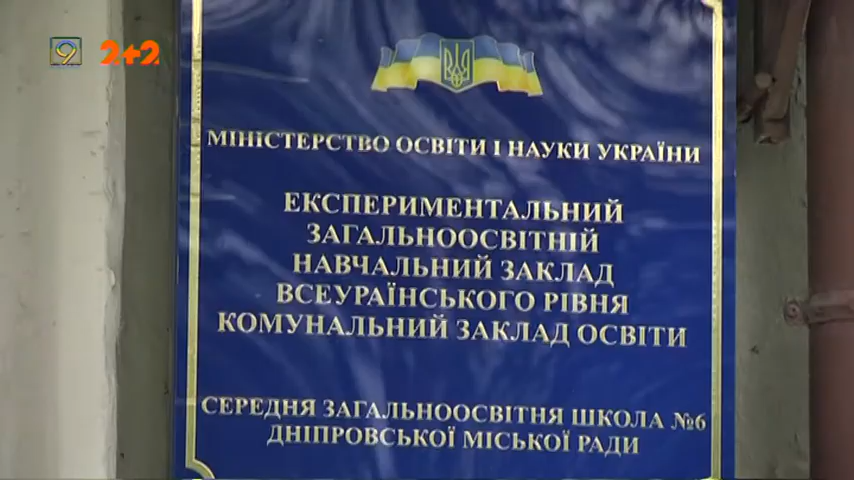 9 2+2
МІНІСТЕРСТВО ОСВІТИ І НАУКИ УКРАЇНИ
ЕКСПЕРИМЕНТАЛЬНИЙ
ЗАГАЛЬНООСВІТНІЙ
НАВЧАЛЬНИЙ ЗАКЛАД
ВСЕУРАЇНСЬКОГО РІВНЯ
КОМУНАЛЬНИЙ ЗАКЛАД ОСВІТИ
СЕРЕДНЯ ЗАГАЛЬНООСВІТНЯ ШКОЛА №6
ДНІПРОВСЬКОЇ МІСЬКОЇ РАДИ